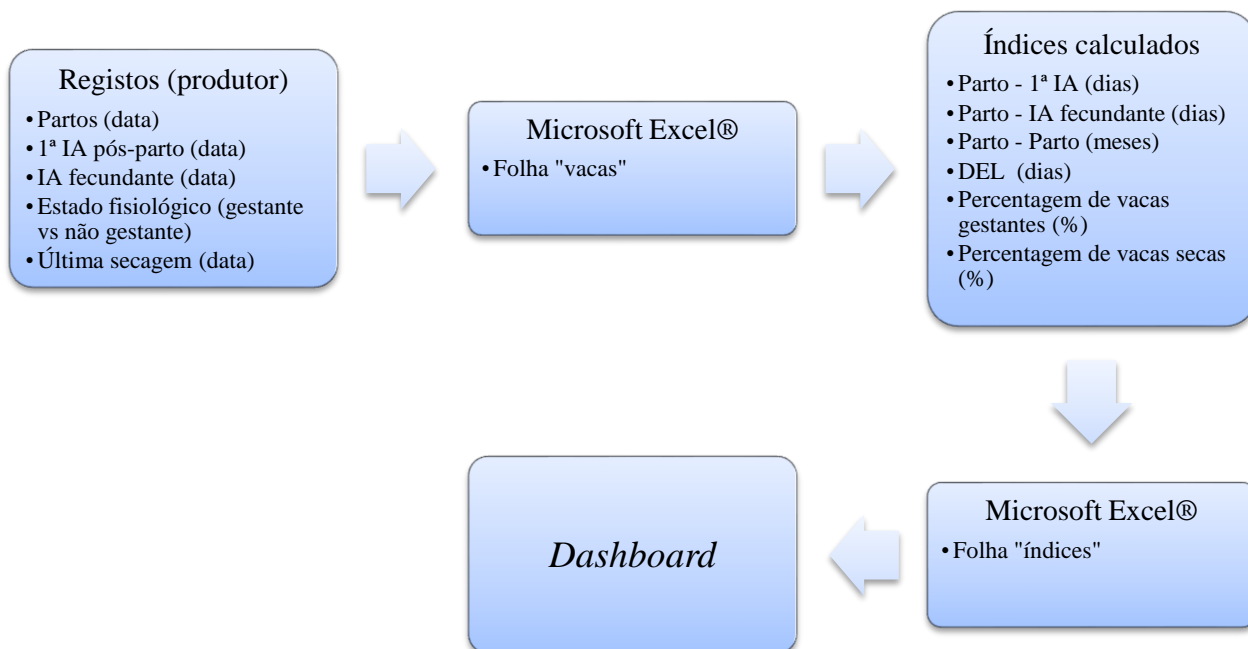 Registos (produtor)
•Partos (data)
•1ª IA pós-parto (data)
•IA fecundante (data)
•Estado fisiológico (gestante
vs não gestante)
•Última secagem (data)
Microsoft Excel®
•Folha "vacas"
Índices calculados
•Parto - 1ª IA (dias)
•Parto - IA fecundante (dias)
•Parto - Parto (meses)
•DEL (dias)
•Percentagem de vacas
gestantes (%)
•Percentagem de vacas secas
(%)
Microsoft Excel®
•Folha "índices"
Dashboard